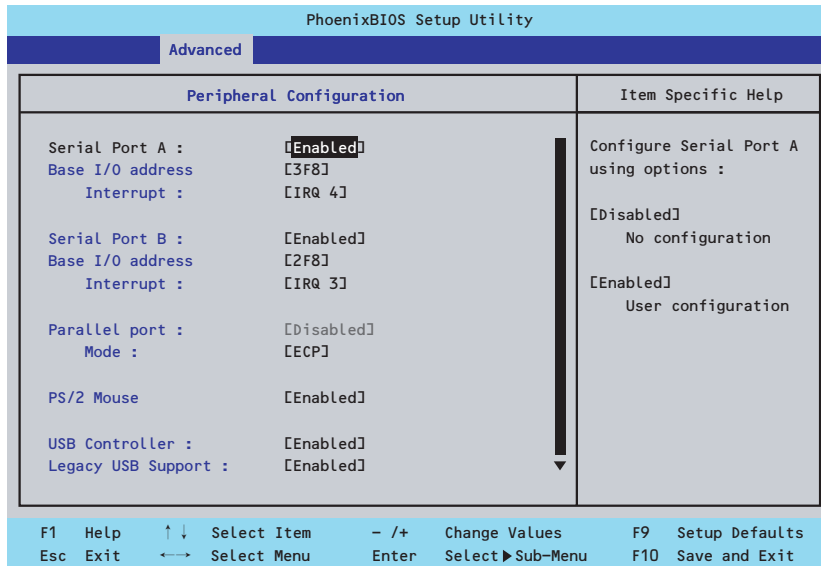 PhoenixBIOS Setup Utility
Advanced
Peripheral Configuration
Item Specific Help
Serial Port A : [Enabled]
Base I/O address [3F8]
Interrupt : [IRQ 4]
Serial Port B : [Enabled]
Base I/O address [2F8]
Interrupt : [IRQ 3]
Parallel port : [Disabled]
Mode : [ECP]
PS/2 Mouse [Enabled]
USB Controller : [Enabled]
Legacy USB Support : [Enabled]
Configure Serial Port A
using options :
[Disabled]
No configuration
[Enabled]
User configuration
F1 Help ↑↓ Select Item - /+ Change Values F9 Setup Defaults
Esc Exit ←→ Select Menu Enter Select ▶ Sub-Menu F10 Save and Exit